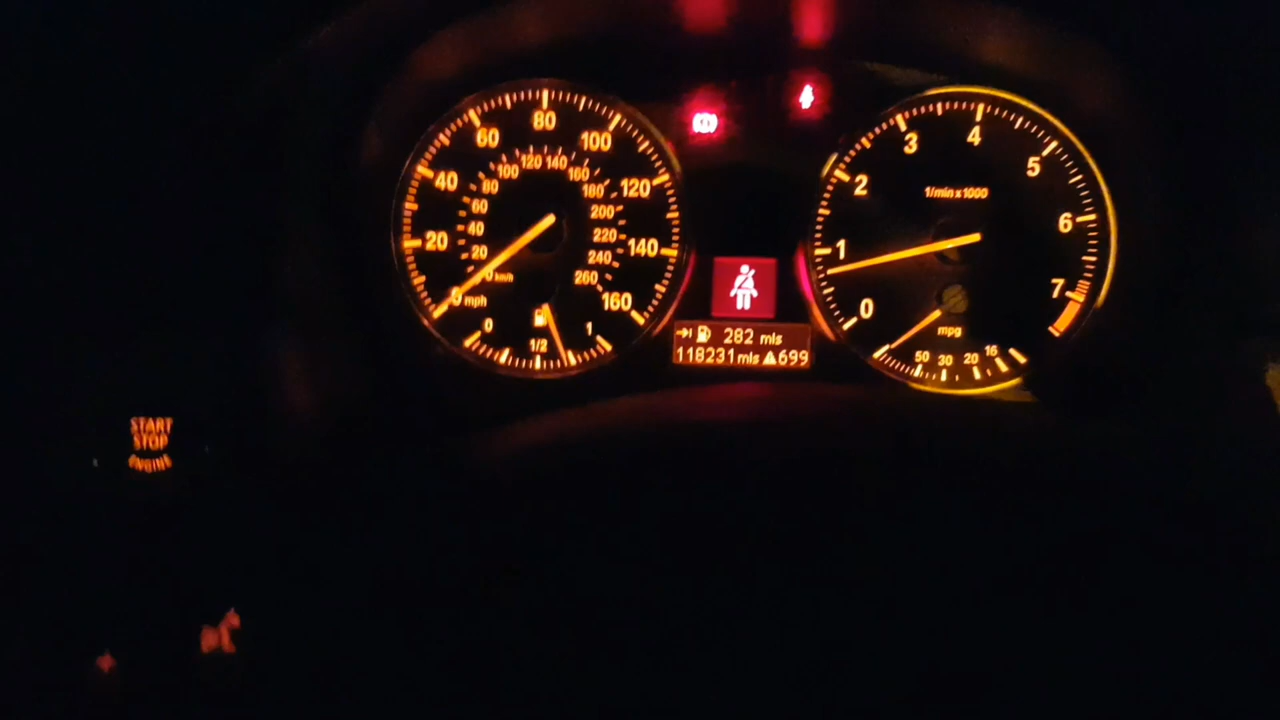 20 40 60 80 100 120 140 160
0 mph
20 40 60 80 100 120 140 160 180 200 220 240 260
0 km/h
0 1/2 1
282 mls
118231 mls 699
0 1 2 3 4 5 6 7
1/min x 1000
mpg
50 30 20 16
START
STOP
ENGINE